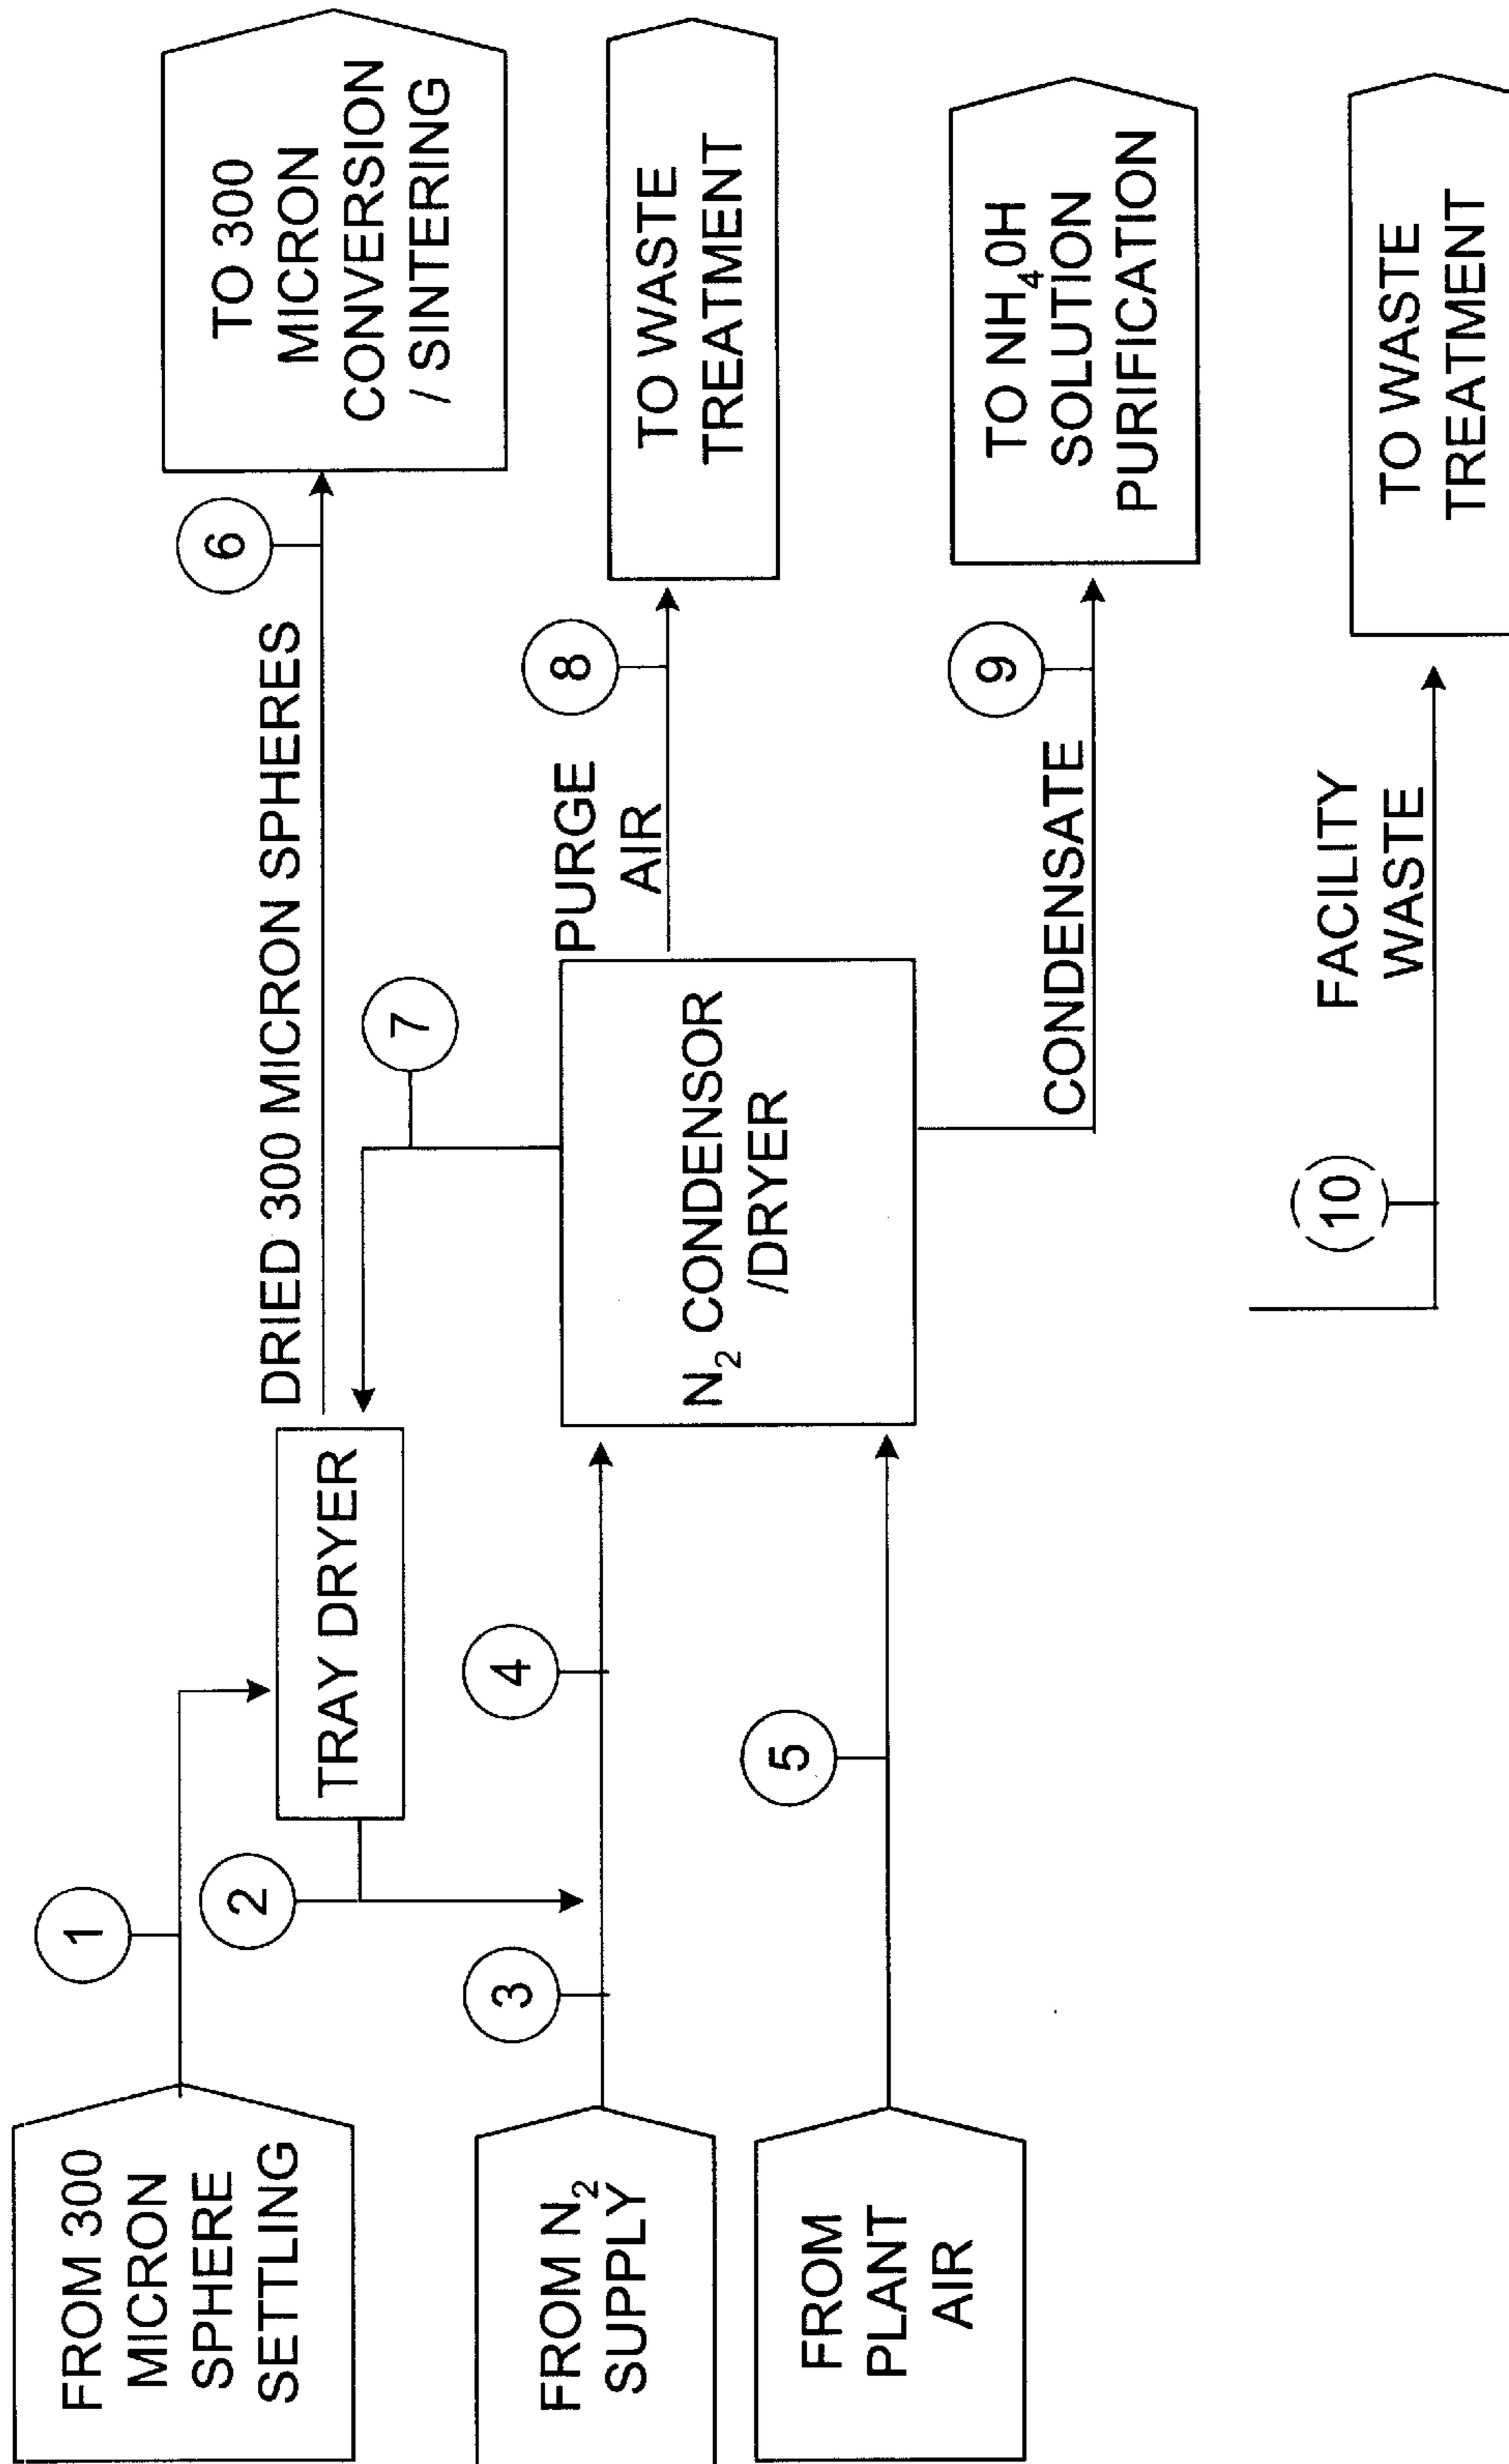 FROM 300
MICRON
SPHERE
SETTLING
1
2
TRAY DRYER
DRIED 300 MICRON SPHERES
6
TO 300
MICRON
CONVERSION
/ SINTERING
7
FROM N₂
SUPPLY
3
4
N₂ CONDENSOR
/DRYER
PURGE
AIR
8
TO WASTE
TREATMENT
FROM
PLANT
AIR
5
CONDENSATE
9
TO NH₄0H
SOLUTION
PURIFICATION
10
FACILITY
WASTE
TO WASTE
TREATMENT